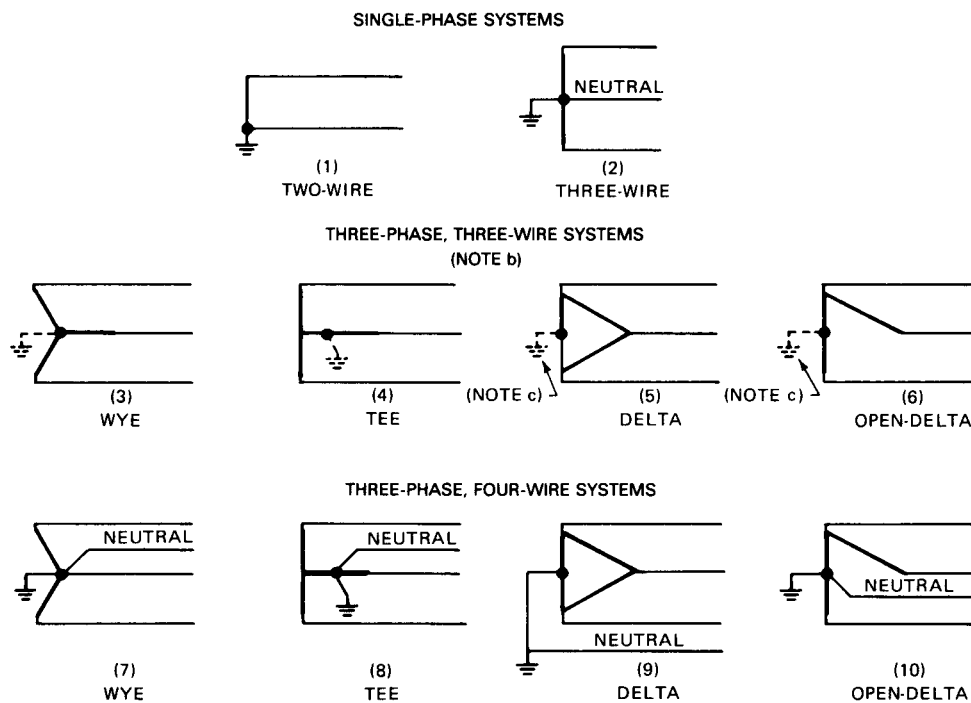 SINGLE-PHASE SYSTEMS
NEUTRAL
(1)
TWO-WIRE
(2)
THREE-WIRE
THREE-PHASE, THREE-WIRE SYSTEMS
(NOTE b)
(3)
WYE
(4)
TEE
(NOTE c)
(5)
DELTA
(NOTE c)
(6)
OPEN-DELTA
THREE-PHASE, FOUR-WIRE SYSTEMS
NEUTRAL
(7)
WYE
NEUTRAL
(8)
TEE
NEUTRAL
(9)
DELTA
NEUTRAL
(10)
OPEN-DELTA